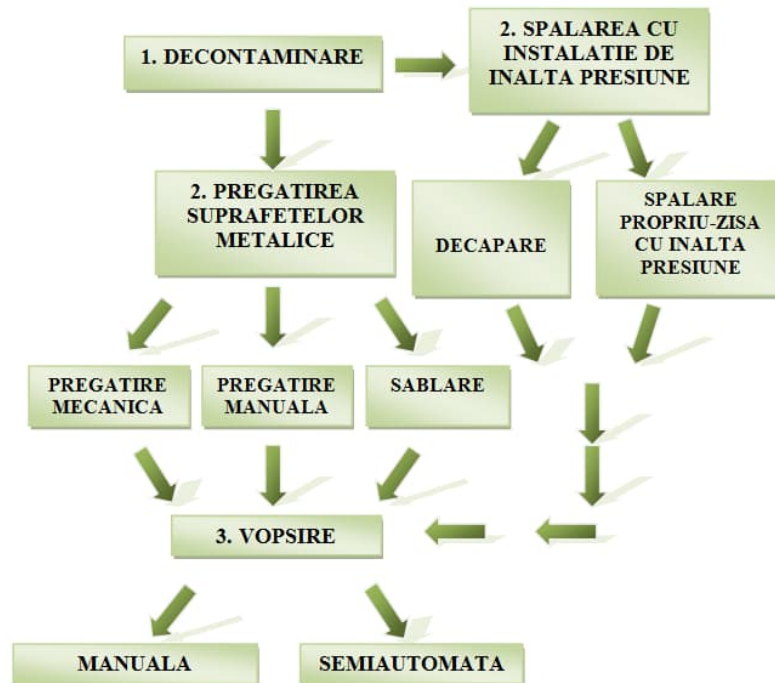 1. DECONTAMINARE
2. SPALAREA CU
INSTALATIE DE
INALTA PRESIUNE
2. PREGATIREA
SUPRAFETELOR
METALICE
DECAPARE
SPALARE
PROPRIU-ZISA
CU INALTA
PRESIUNE
PREGATIRE
MECANICA
PREGATIRE
MANUALA
SABLARE
3. VOPSIRE
MANUALA
SEMIAUTOMATA